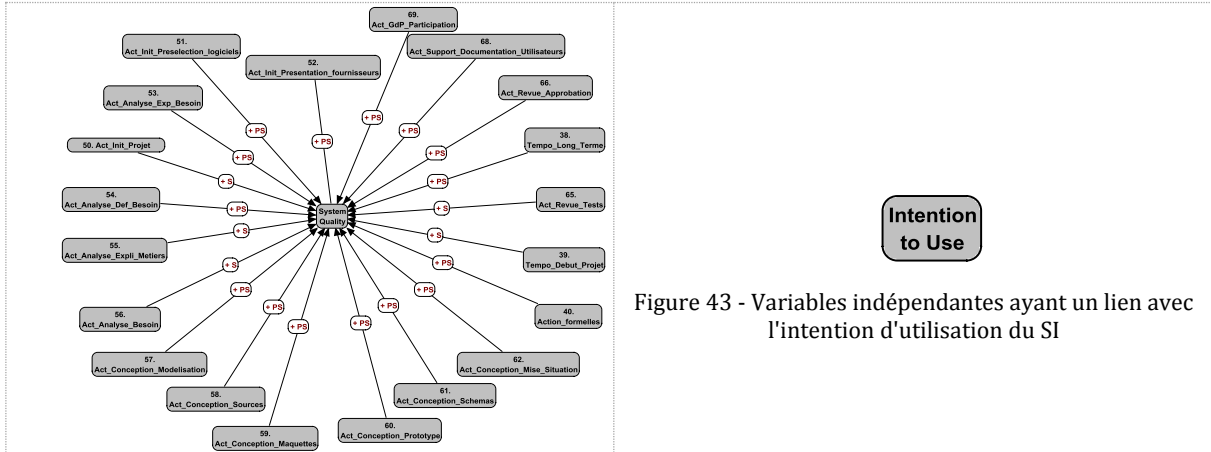 69.
Act_GdP_Participation
51.
Act_Init_Preselection_logiciels
68.
Act_Support_Documentation_Utilisateurs
52.
Act_Init_Presentation_fournisseurs
66.
Act_Revue_Approbation
53.
Act_Analyse_Exp_Besoin
+ PS
+ PS
+ PS
+ PS
38.
Tempo_Long_Terme
50. Act_Init_Projet
+ PS
+ PS
+ S
+ PS
54.
Act_Analyse_Def_Besoin
+ PS
System
Quality
+ S
65.
Act_Revue_Tests
55.
Act_Analyse_Expli_Metiers
+ S
+ S
39.
Tempo_Debut_Projet
+ S
+ PS
56.
Act_Analyse_Besoin
+ PS
+ PS
+ PS
+ PS
40.
Action_formelles
+ PS
+ PS
57.
Act_Conception_Modelisation
62.
Act_Conception_Mise_Situation
58.
Act_Conception_Sources
61.
Act_Conception_Schemas
59.
Act_Conception_Maquettes
60.
Act_Conception_Prototype
Intention
to Use
Figure 43 - Variables indépendantes ayant un lien avec
l'intention d'utilisation du SI